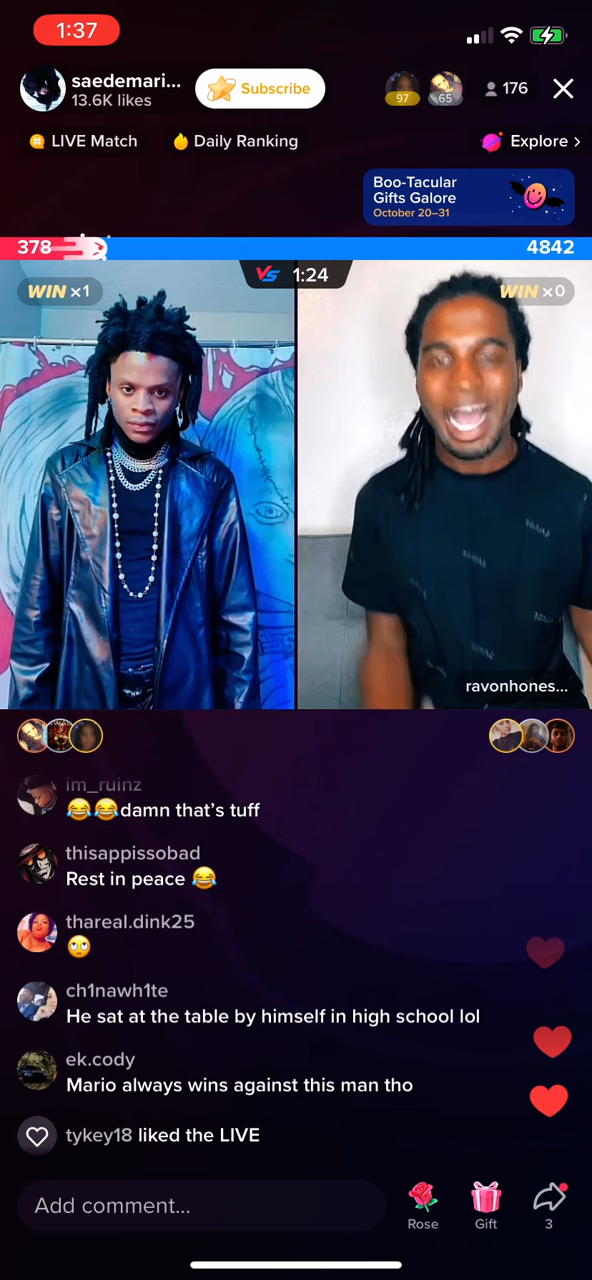 1:37
saedemari...
13.6K likes
Subscribe
97
65
176
LIVE Match
Daily Ranking
Explore >
Boo-Tacular
Gifts Galore
October 20–31
378
4842
WIN x1
VS 1:24
WIN x0
ravonhones...
im_ruinz
😂😂damn that's tuff
thisappissobad
Rest in peace 😂
thareal.dink25
🙄
ch1nawh1te
He sat at the table by himself in high school lol
ek.cody
Mario always wins against this man tho
tykey18 liked the LIVE
Add comment...
Rose
Gift
3